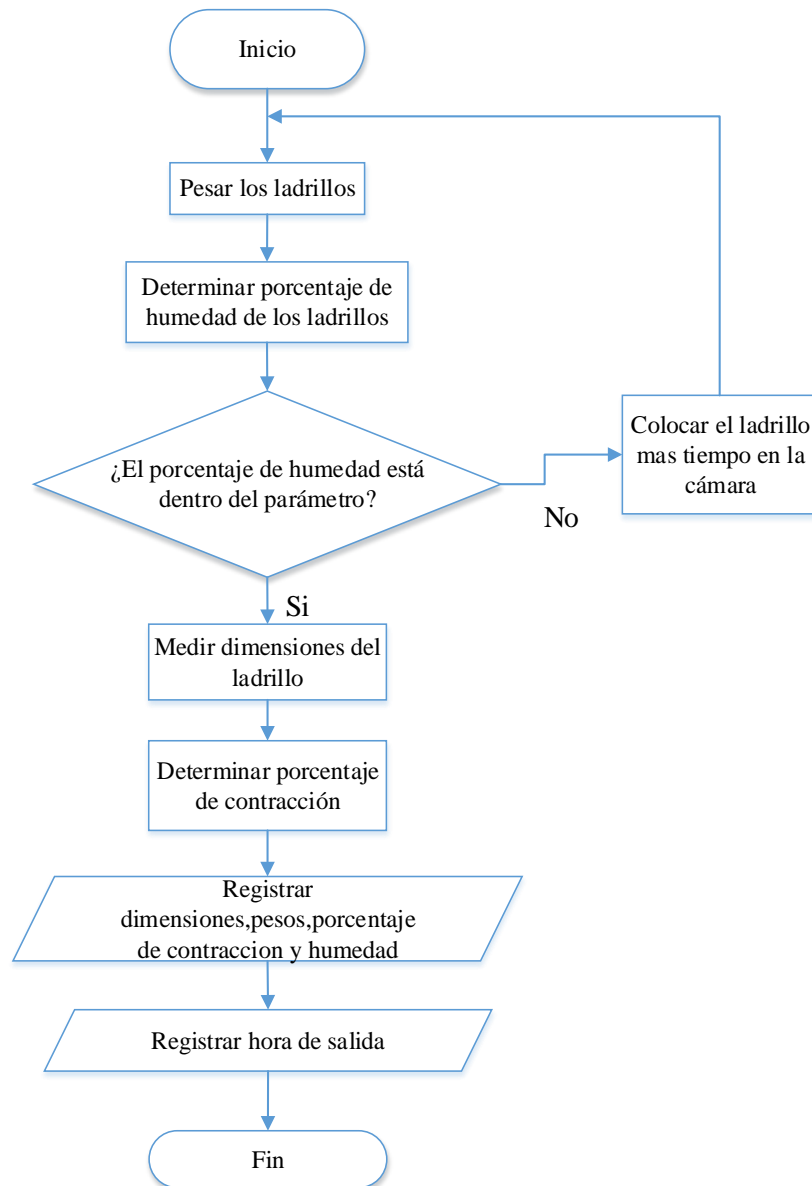 Inicio
Pesar los ladrillos
Determinar porcentaje de
humedad de los ladrillos
¿El porcentaje de humedad está
dentro del parámetro?
No
Colocar el ladrillo
mas tiempo en la
cámara
Si
Medir dimensiones del
ladrillo
Determinar porcentaje
de contracción
Registrar
dimensiones,pesos,porcentaje
de contraccion y humedad
Registrar hora de salida
Fin